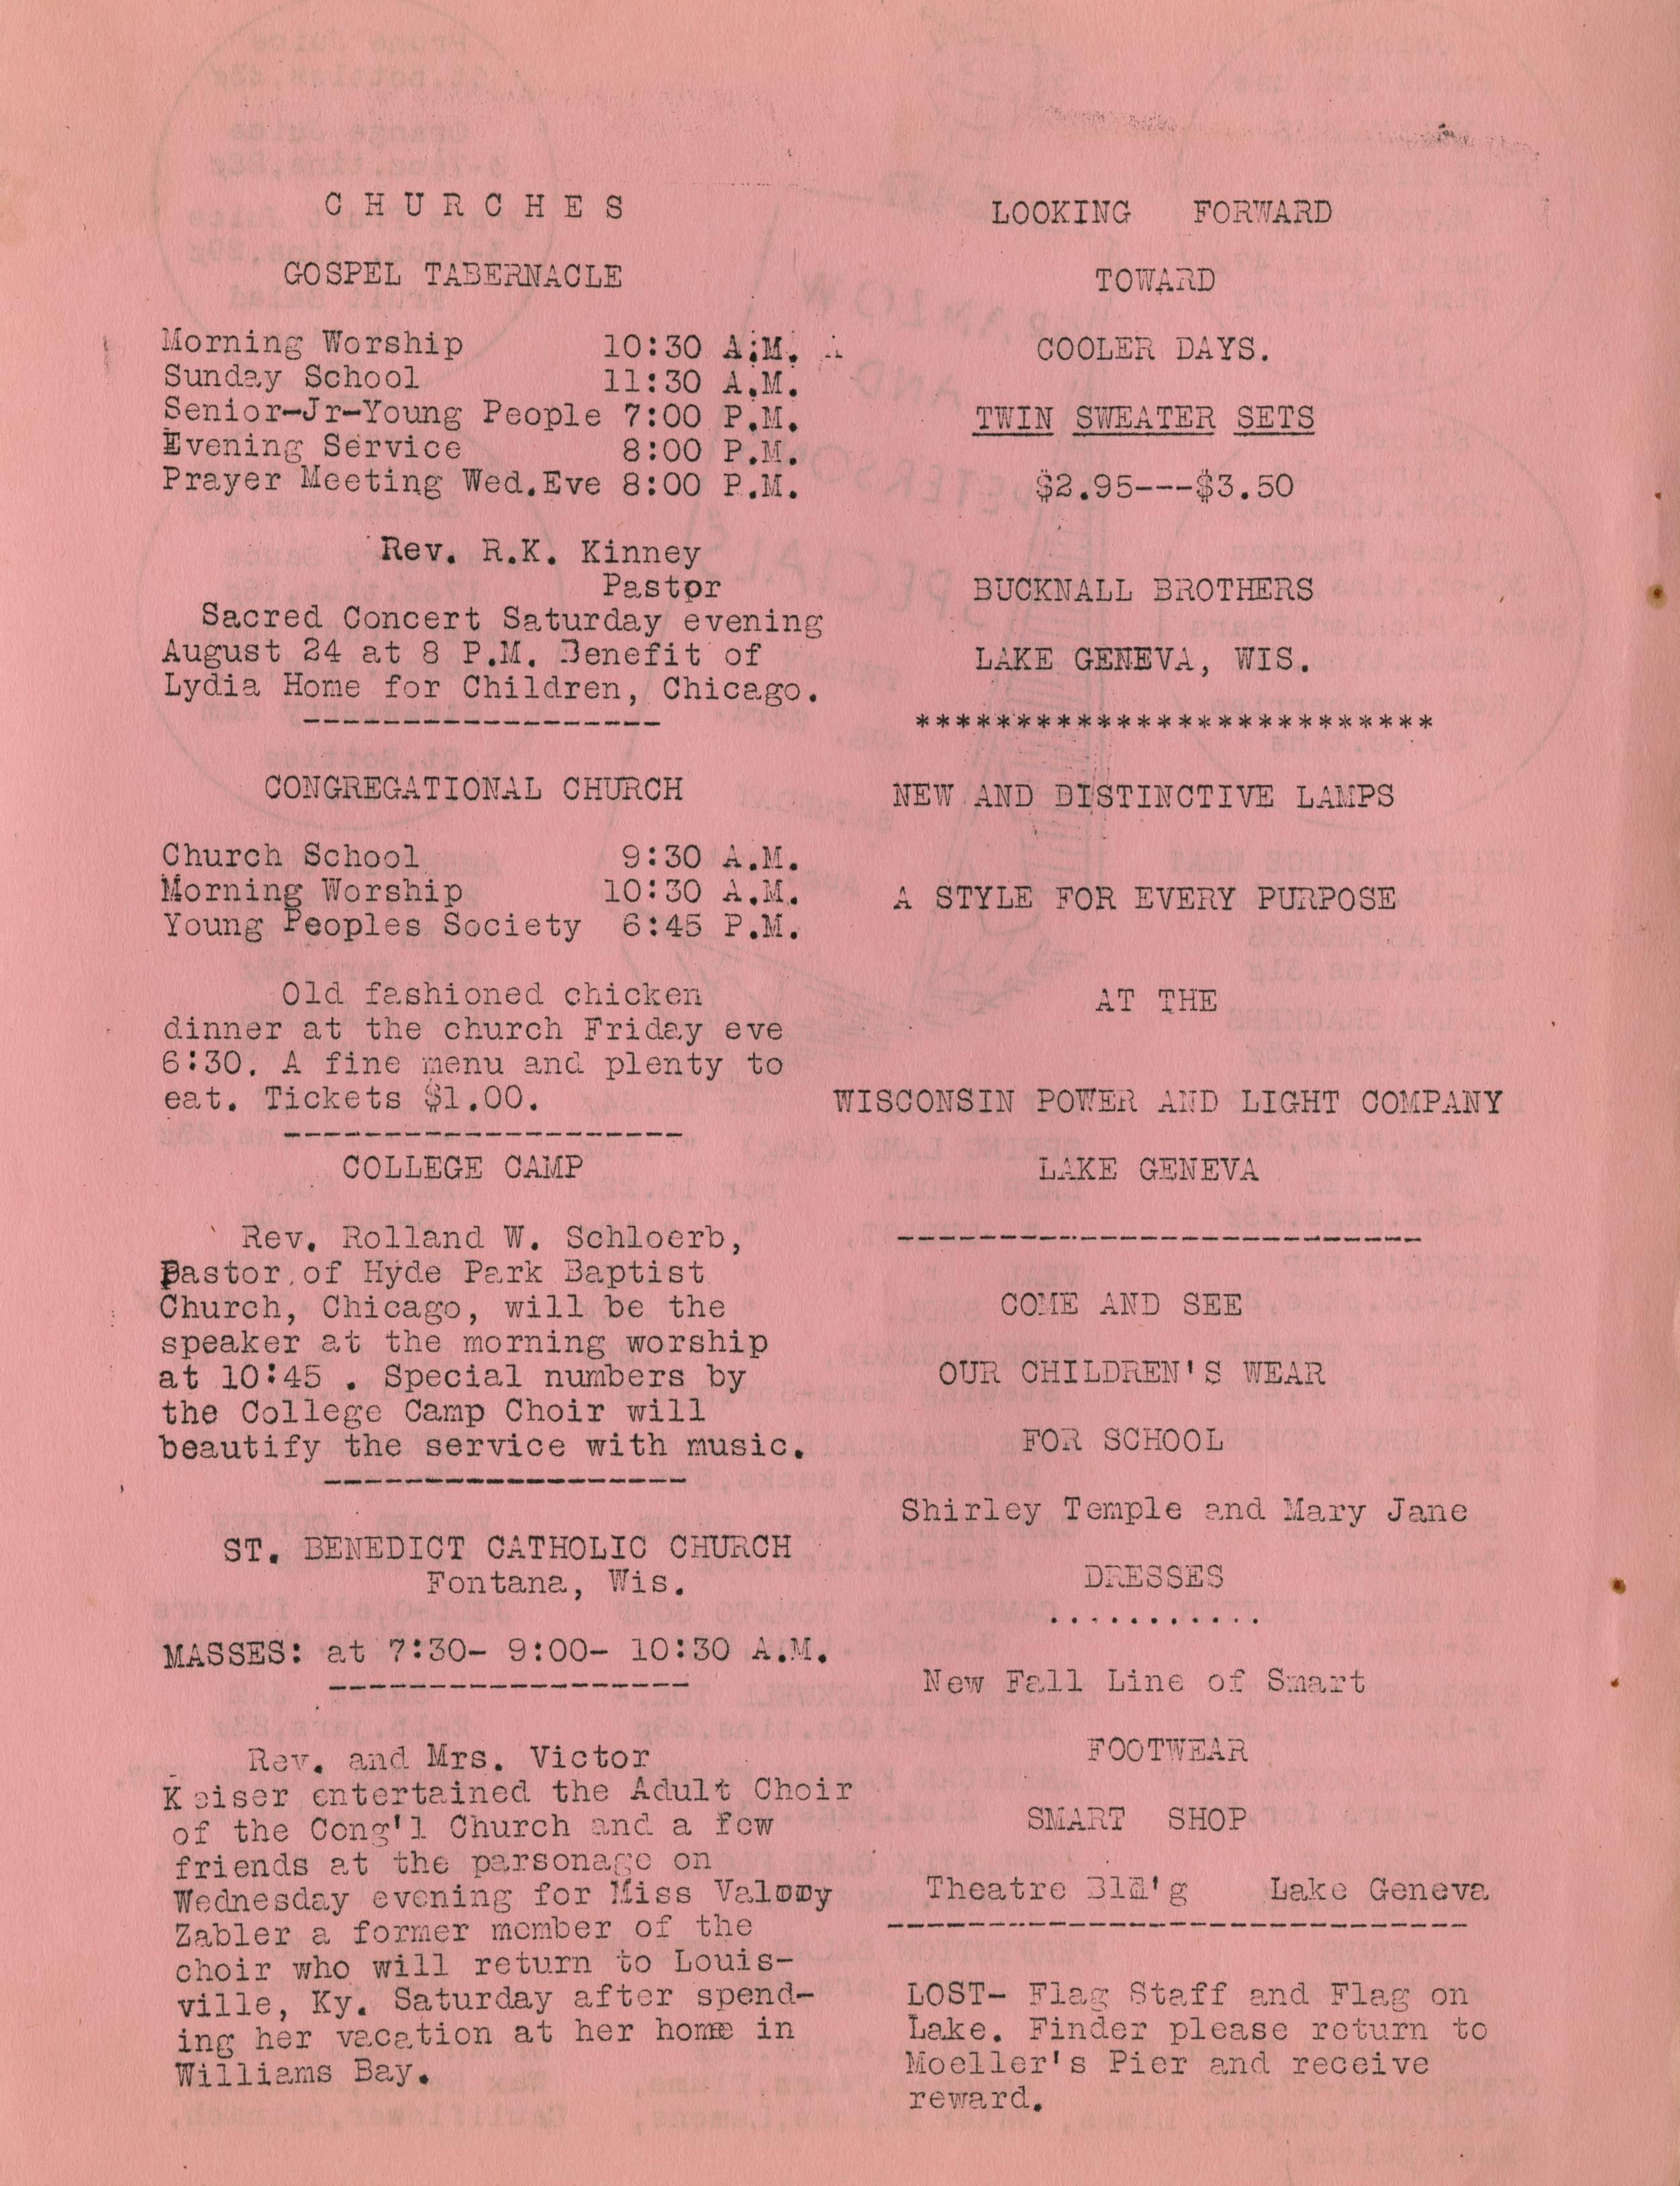 C H U R C H E S
GOSPEL TABERNACLE
Morning Worship 10:30 A.M.
Sunday School 11:30 A.M.
Senior-Jr-Young People 7:00 P.M.
Evening Service 8:00 P.M.
Prayer Meeting Wed.Eve 8:00 P.M.
Rev. R.K. Kinney
Pastor
Sacred Concert Saturday evening
August 24 at 8 P.M. Benefit of
Lydia Home for Children, Chicago.
------------------
CONGREGATIONAL CHURCH
Church School 9:30 A.M.
Morning Worship 10:30 A.M.
Young Peoples Society 6:45 P.M.
Old fashioned chicken
dinner at the church Friday eve
6:30. A fine menu and plenty to
eat. Tickets $1.00.
--------------------
COLLEGE CAMP
Rev. Rolland W. Schloerb,
Pastor of Hyde Park Baptist
Church, Chicago, will be the
speaker at the morning worship
at 10:45 . Special numbers by
the College Camp Choir will
beautify the service with music.
------------------
ST. BENEDICT CATHOLIC CHURCH
Fontana, Wis.
MASSES: at 7:30- 9:00- 10:30 A.M.
------------------
Rev. and Mrs. Victor
Keiser entertained the Adult Choir
of the Cong'l Church and a few
friends at the parsonage on
Wednesday evening for Miss
Zabler a former member of the
choir who will return to Louis-
ville, Ky. Saturday after spend-
ing her vacation at her home in
Williams Bay.
LOOKING FORWARD
TOWARD
COOLER DAYS.
TWIN SWEATER SETS
$2.95---$3.50
BUCKNALL BROTHERS
LAKE GENEVA, WIS.
**************************
NEW AND DISTINCTIVE LAMPS
A STYLE FOR EVERY PURPOSE
AT THE
WISCONSIN POWER AND LIGHT COMPANY
LAKE GENEVA
--------------------------
COME AND SEE
OUR CHILDREN'S WEAR
FOR SCHOOL
Shirley Temple and Mary Jane
DRESSES
...........
New Fall Line of Smart
FOOTWEAR
SMART SHOP
Theatre Bld'g Lake Geneva
-----------------------------
LOST- Flag Staff and Flag on
Lake. Finder please return to
Moeller's Pier and receive
reward.